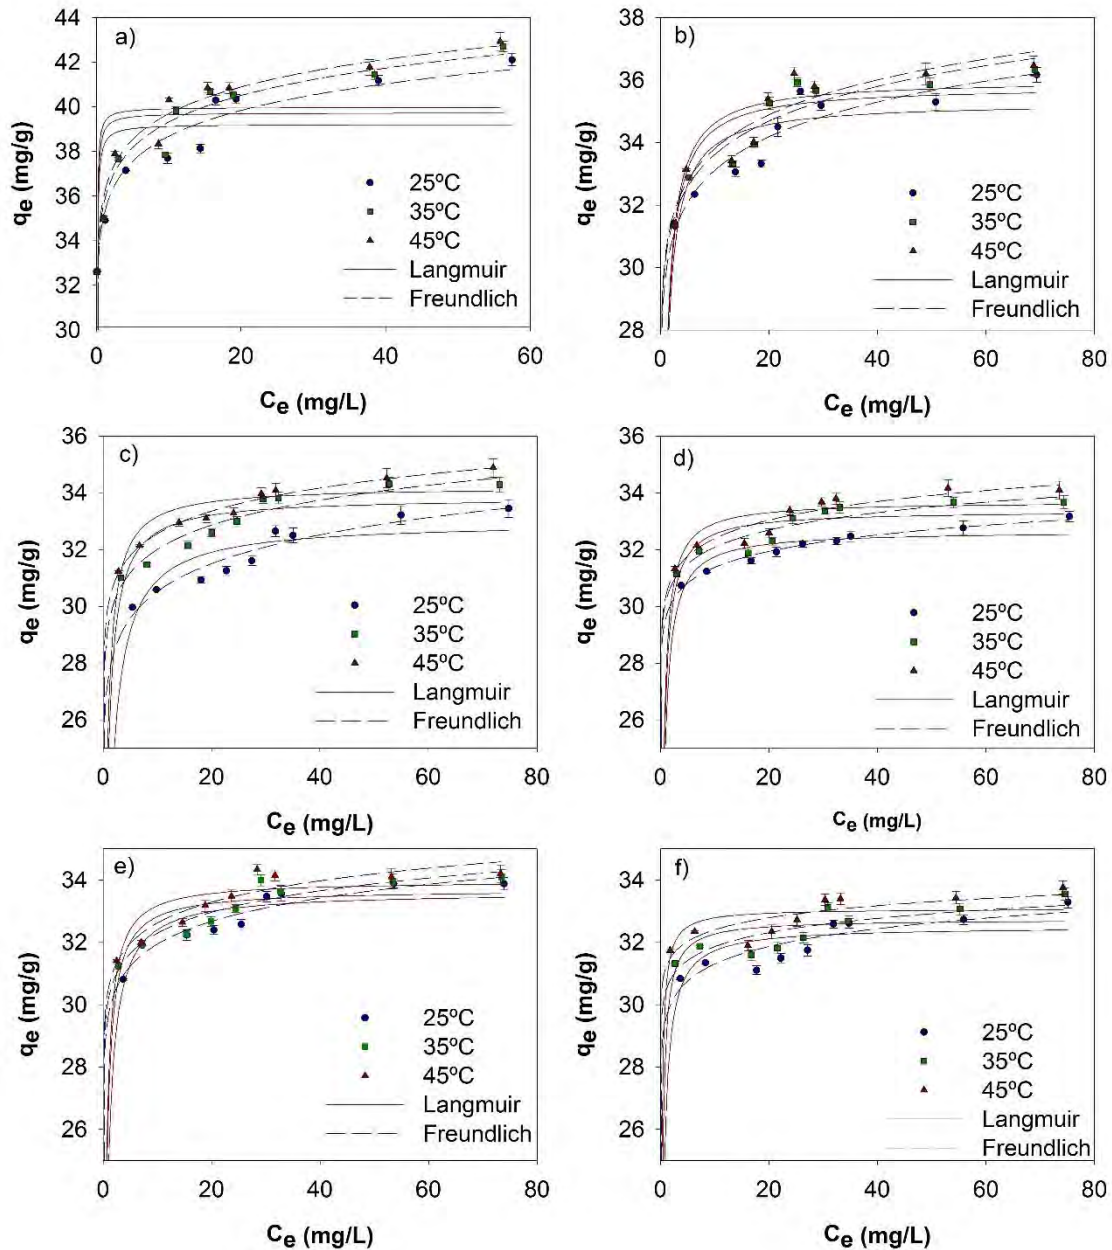 a)
44
42
40
38
36
34
32
30
qe (mg/g)
25ºC
35ºC
45ºC
Langmuir
Freundlich
0 20 40 60
Ce (mg/L)
b)
38
36
34
32
30
28
qe (mg/g)
25ºC
35ºC
45ºC
Langmuir
Freundlich
0 20 40 60 80
Ce (mg/L)
c)
36
34
32
30
28
26
qe (mg/g)
25ºC
35ºC
45ºC
Langmuir
Freundlich
0 20 40 60 80
Ce (mg/L)
d)
36
34
32
30
28
26
qe (mg/g)
25ºC
35ºC
45ºC
Langmuir
Freundlich
0 20 40 60 80
Ce (mg/L)
e)
34
32
30
28
26
qe (mg/g)
25ºC
35ºC
45ºC
Langmuir
Freundlich
0 20 40 60 80
Ce (mg/L)
f)
34
32
30
28
26
qe (mg/g)
25ºC
35ºC
45ºC
Langmuir
Freundlich
0 20 40 60 80
Ce (mg/L)